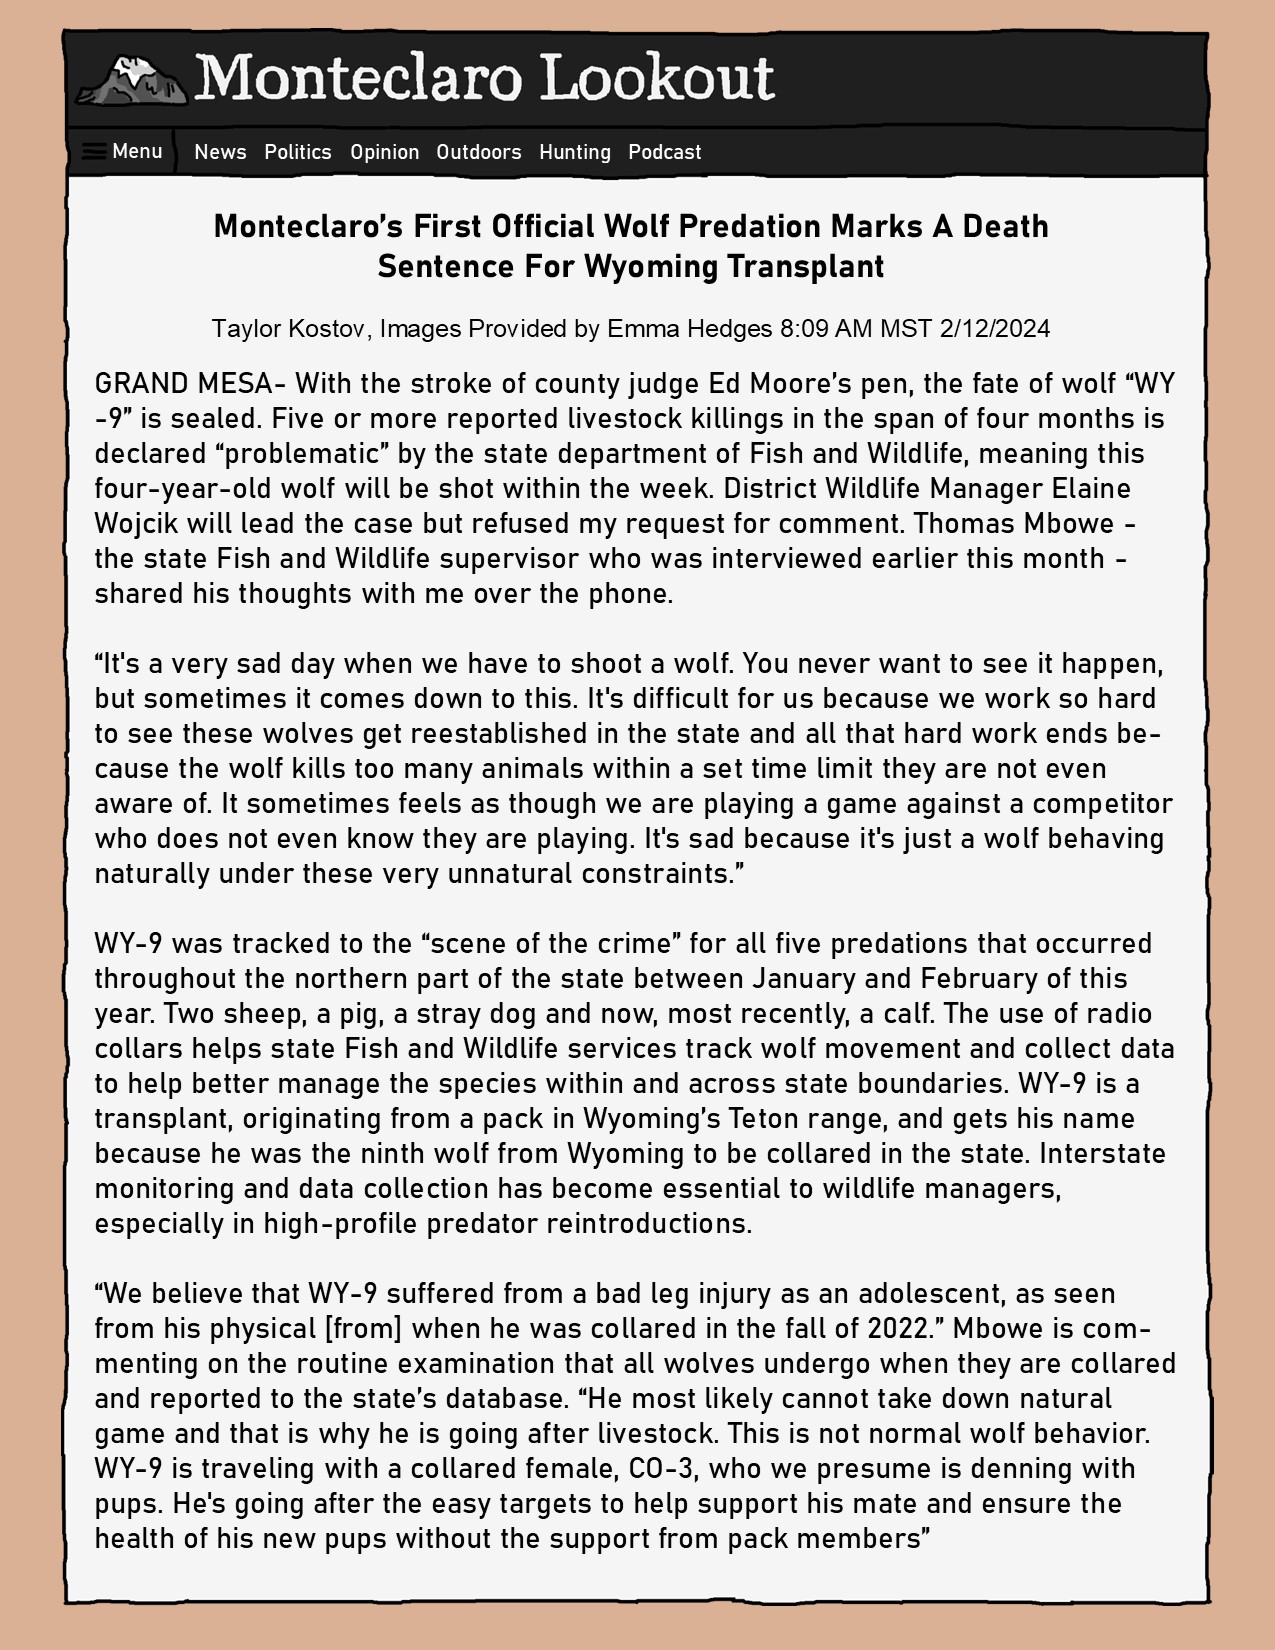 Monteclaro Lookout
Menu News Politics Opinion Outdoors Hunting Podcast
Monteclaro’s First Official Wolf Predation Marks A Death
Sentence For Wyoming Transplant
Taylor Kostov, Images Provided by Emma Hedges 8:09 AM MST 2/12/2024
GRAND MESA- With the stroke of county judge Ed Moore’s pen, the fate of wolf “WY
-9” is sealed. Five or more reported livestock killings in the span of four months is
declared “problematic” by the state department of Fish and Wildlife, meaning this
four-year-old wolf will be shot within the week. District Wildlife Manager Elaine
Wojcik will lead the case but refused my request for comment. Thomas Mbowe -
the state Fish and Wildlife supervisor who was interviewed earlier this month -
shared his thoughts with me over the phone.
“It's a very sad day when we have to shoot a wolf. You never want to see it happen,
but sometimes it comes down to this. It's difficult for us because we work so hard
to see these wolves get reestablished in the state and all that hard work ends be-
cause the wolf kills too many animals within a set time limit they are not even
aware of. It sometimes feels as though we are playing a game against a competitor
who does not even know they are playing. It's sad because it's just a wolf behaving
naturally under these very unnatural constraints.”
WY-9 was tracked to the “scene of the crime” for all five predations that occurred
throughout the northern part of the state between January and February of this
year. Two sheep, a pig, a stray dog and now, most recently, a calf. The use of radio
collars helps state Fish and Wildlife services track wolf movement and collect data
to help better manage the species within and across state boundaries. WY-9 is a
transplant, originating from a pack in Wyoming’s Teton range, and gets his name
because he was the ninth wolf from Wyoming to be collared in the state. Interstate
monitoring and data collection has become essential to wildlife managers,
especially in high-profile predator reintroductions.
“We believe that WY-9 suffered from a bad leg injury as an adolescent, as seen
from his physical [from] when he was collared in the fall of 2022.” Mbowe is com-
menting on the routine examination that all wolves undergo when they are collared
and reported to the state’s database. “He most likely cannot take down natural
game and that is why he is going after livestock. This is not normal wolf behavior.
WY-9 is traveling with a collared female, CO-3, who we presume is denning with
pups. He's going after the easy targets to help support his mate and ensure the
health of his new pups without the support from pack members”